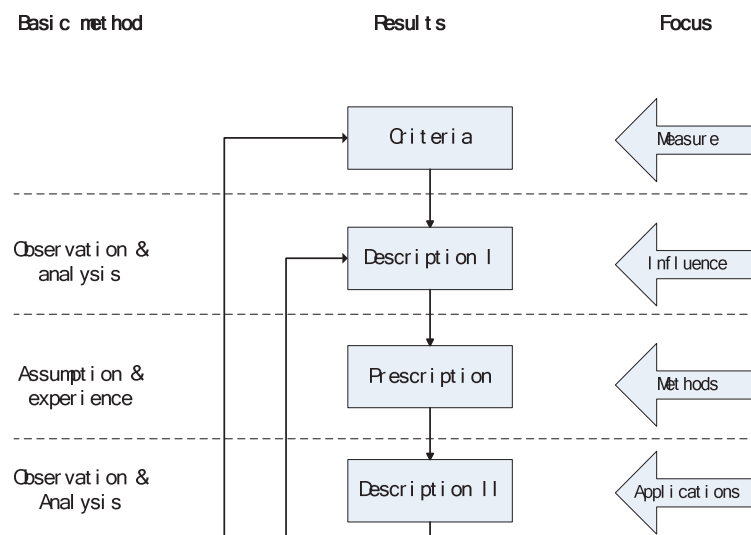 Basic method Results Focus
Criteria Measure
Observation &
analysis
Description I Influence
Assumption &
experience
Prescription Methods
Observation &
Analysis
Description II Applications